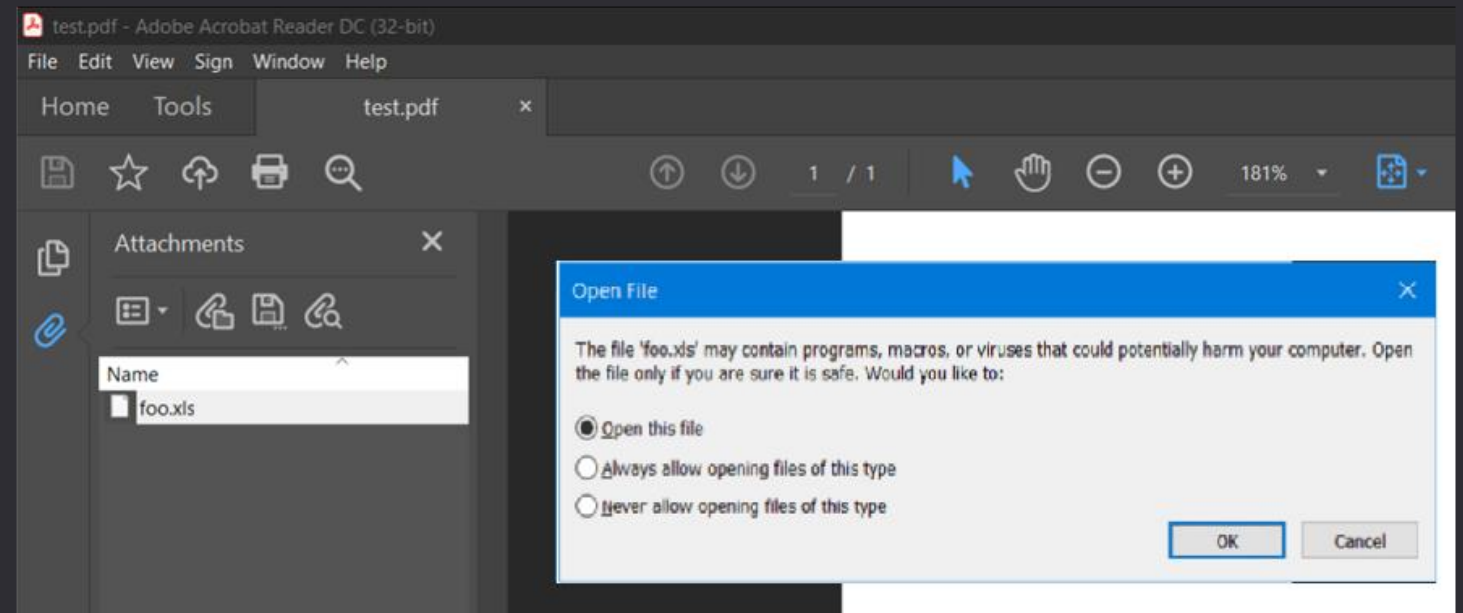 test.pdf - Adobe Acrobat Reader DC (32-bit)
File Edit View Sign Window Help
Home Tools test.pdf ×
1 / 1 181%
Attachments
Name
foo.xls
Open File
The file 'foo.xls' may contain programs, macros, or viruses that could potentially harm your computer. Open
the file only if you are sure it is safe. Would you like to:
Open this file
Always allow opening files of this type
Never allow opening files of this type
OK Cancel